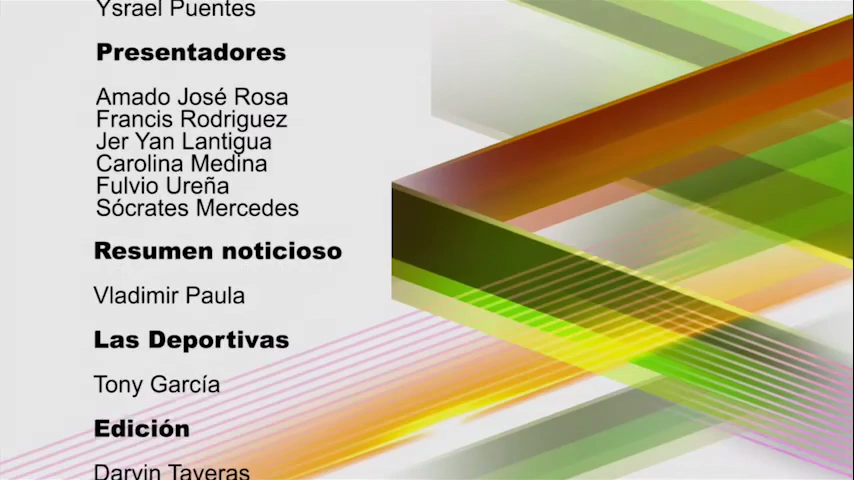 Ysrael Puentes
Presentadores
Amado José Rosa
Francis Rodriguez
Jer Yan Lantigua
Carolina Medina
Fulvio Ureña
Sócrates Mercedes
Resumen noticioso
Vladimir Paula
Las Deportivas
Tony García
Edición
Darvin Taveras